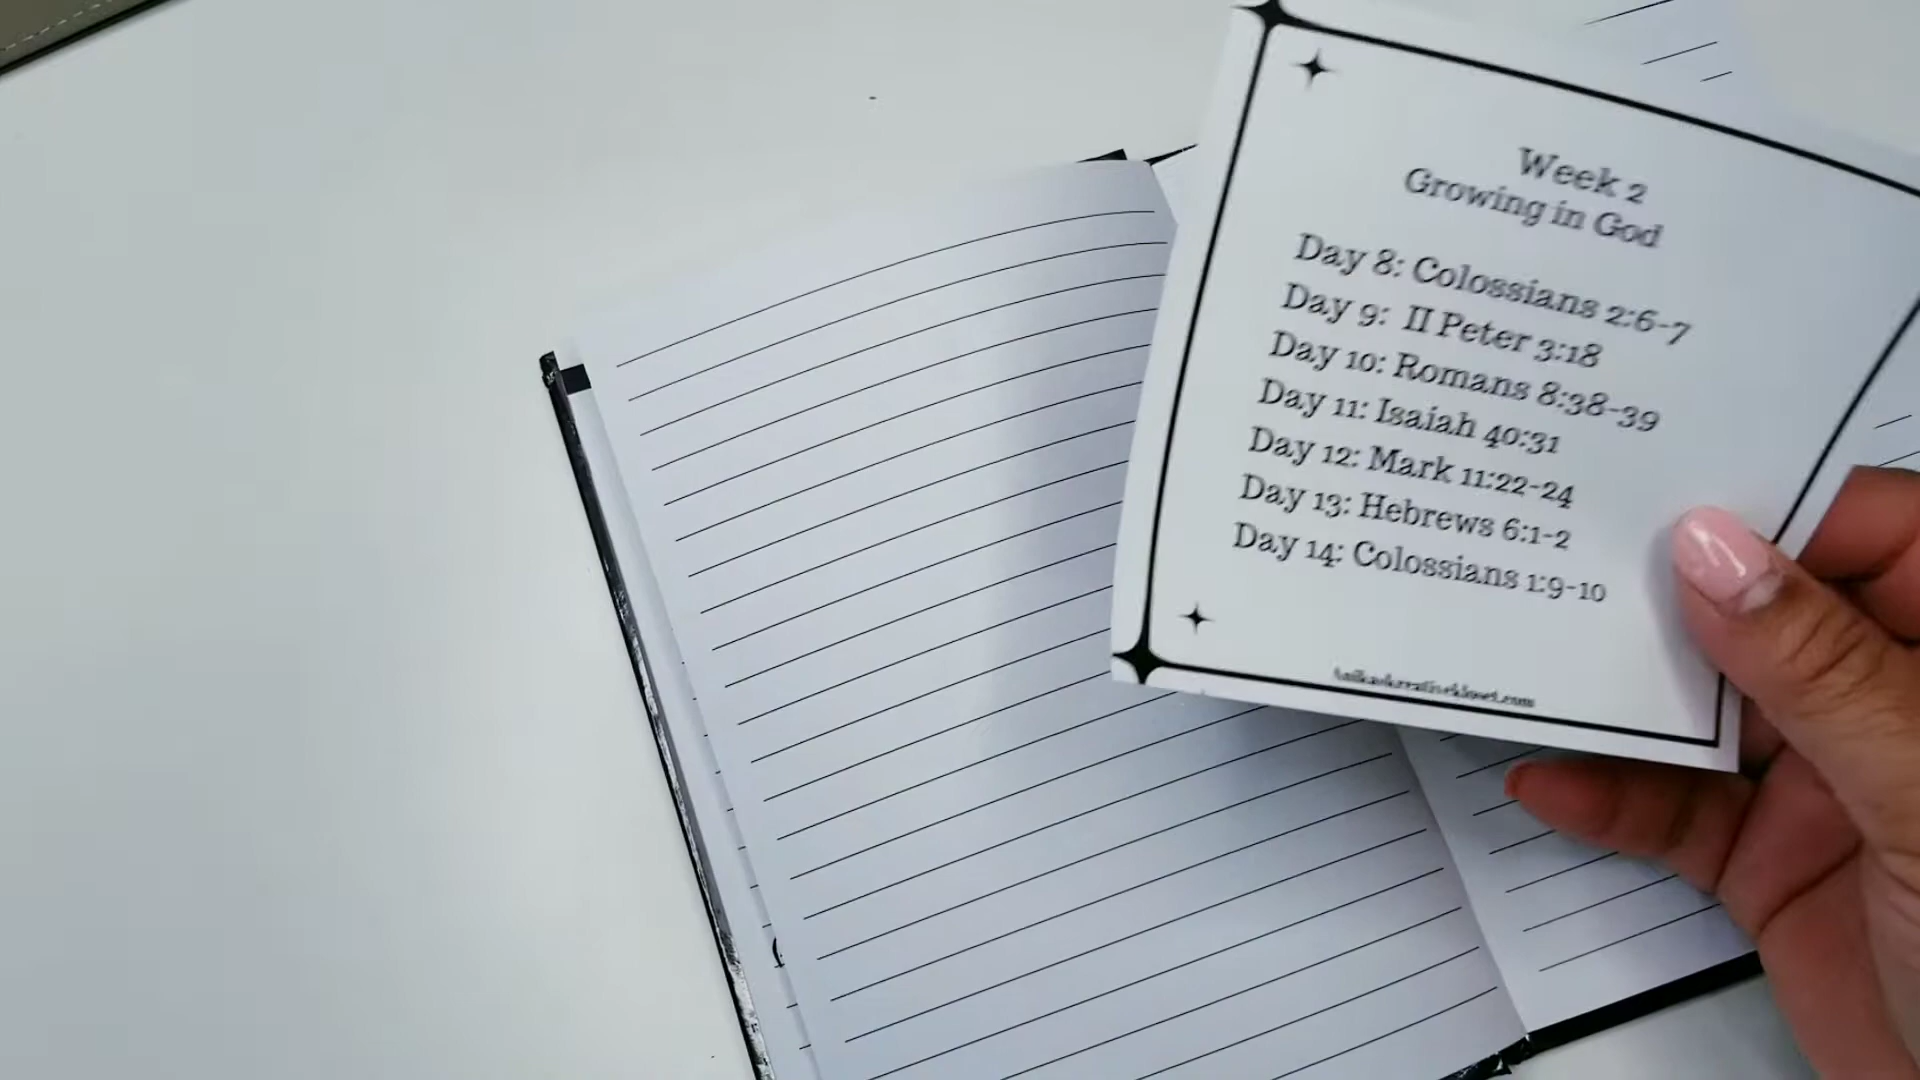 Week 2
Growing in God
Day 8: Colossians 2:6-7
Day 9: II Peter 3:18
Day 10: Romans 8:38-39
Day 11: Isaiah 40:31
Day 12: Mark 11:22-24
Day 13: Hebrews 6:1-2
Day 14: Colossians 1:9-10